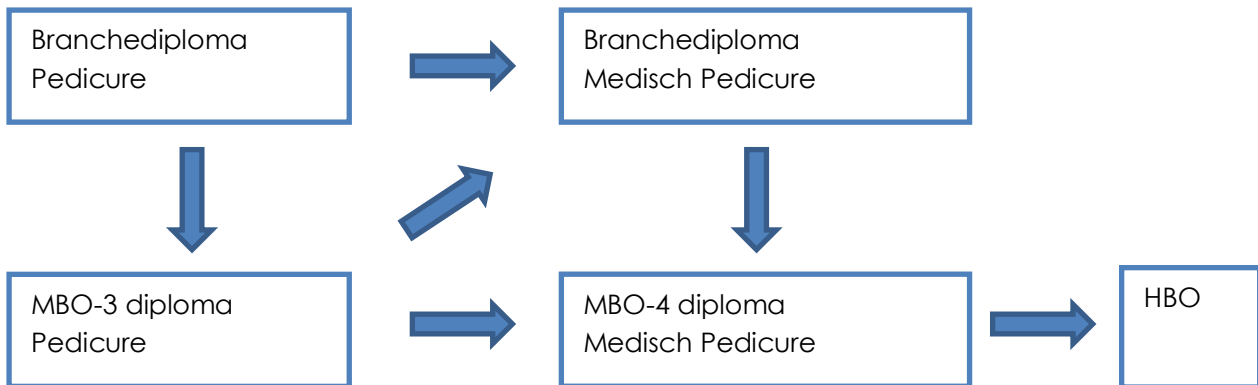 Branchediploma
Pedicure
Branchediploma
Medisch Pedicure
MBO-3 diploma
Pedicure
MBO-4 diploma
Medisch Pedicure
HBO